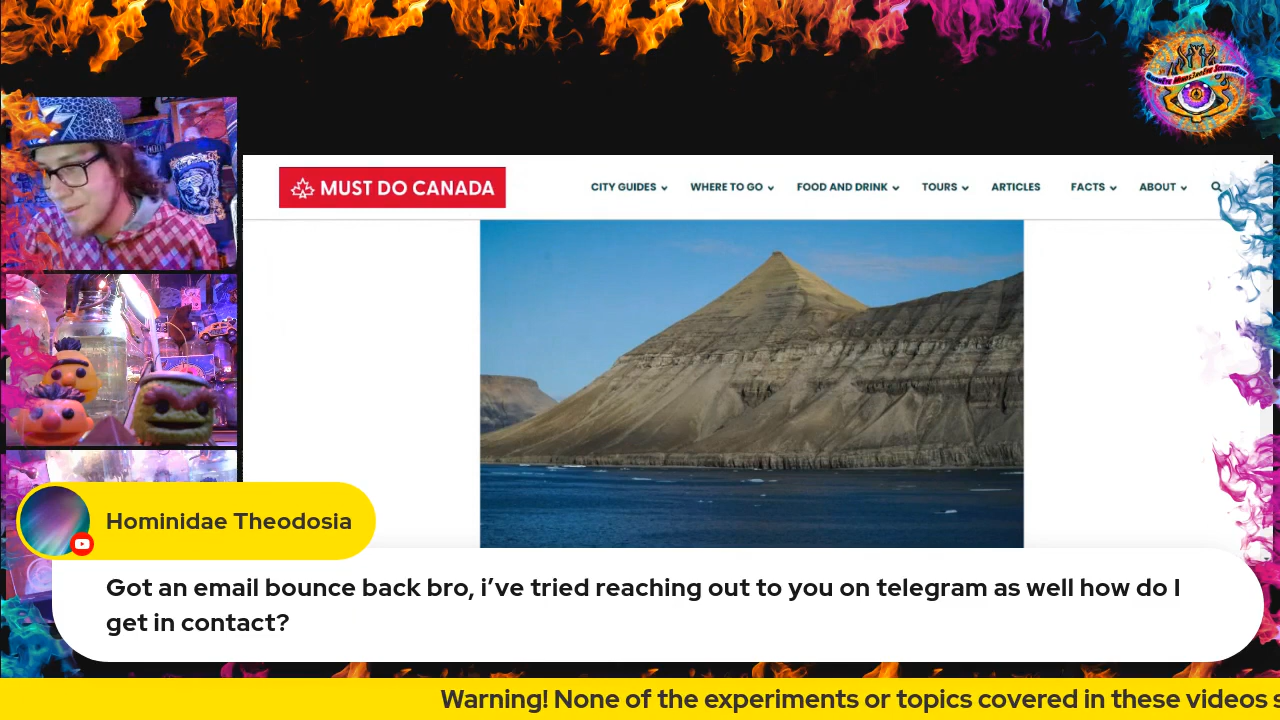 MUST DO CANADA
CITY GUIDES WHERE TO GO FOOD AND DRINK TOURS ARTICLES FACTS ABOUT
Hominidae Theodosia
Got an email bounce back bro, i’ve tried reaching out to you on telegram as well how do I
get in contact?
Warning! None of the experiments or topics covered in these videos s